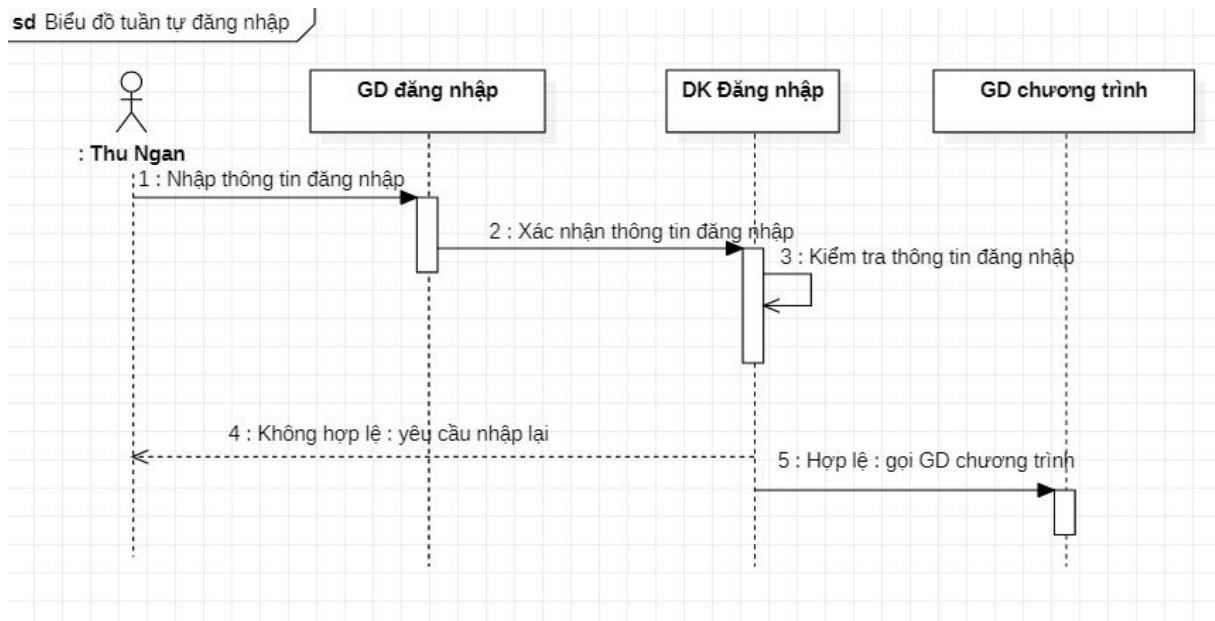 sd Biểu đồ tuần tự đăng nhập
GD đăng nhập
DK Đăng nhập
GD chương trình
: Thu Ngan
1 : Nhập thông tin đăng nhập
2 : Xác nhận thông tin đăng nhập
3 : Kiểm tra thông tin đăng nhập
4 : Không hợp lệ : yêu cầu nhập lại
5 : Hợp lệ : gọi GD chương trình